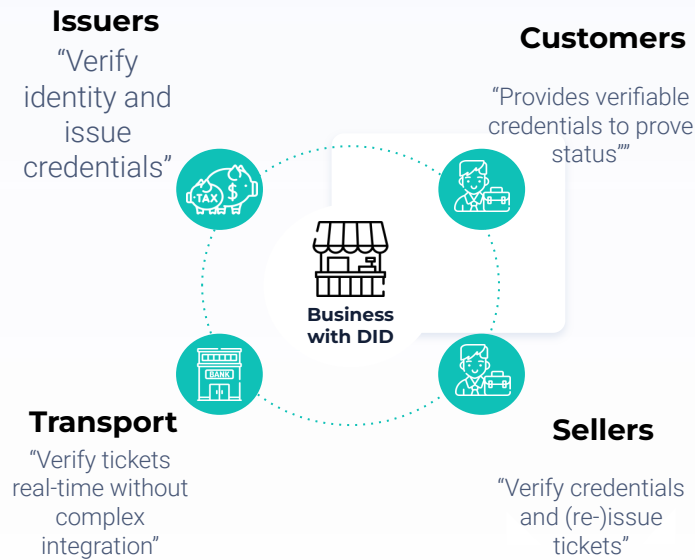 Issuers
“Verify
identity and
issue
credentials”
Customers
“Provides verifiable
credentials to prove
status””
TAX
$
Business
with DID
BANK
Transport
“Verify tickets
real-time without
complex
integration”
Sellers
“Verify credentials
and (re-)issue
tickets”